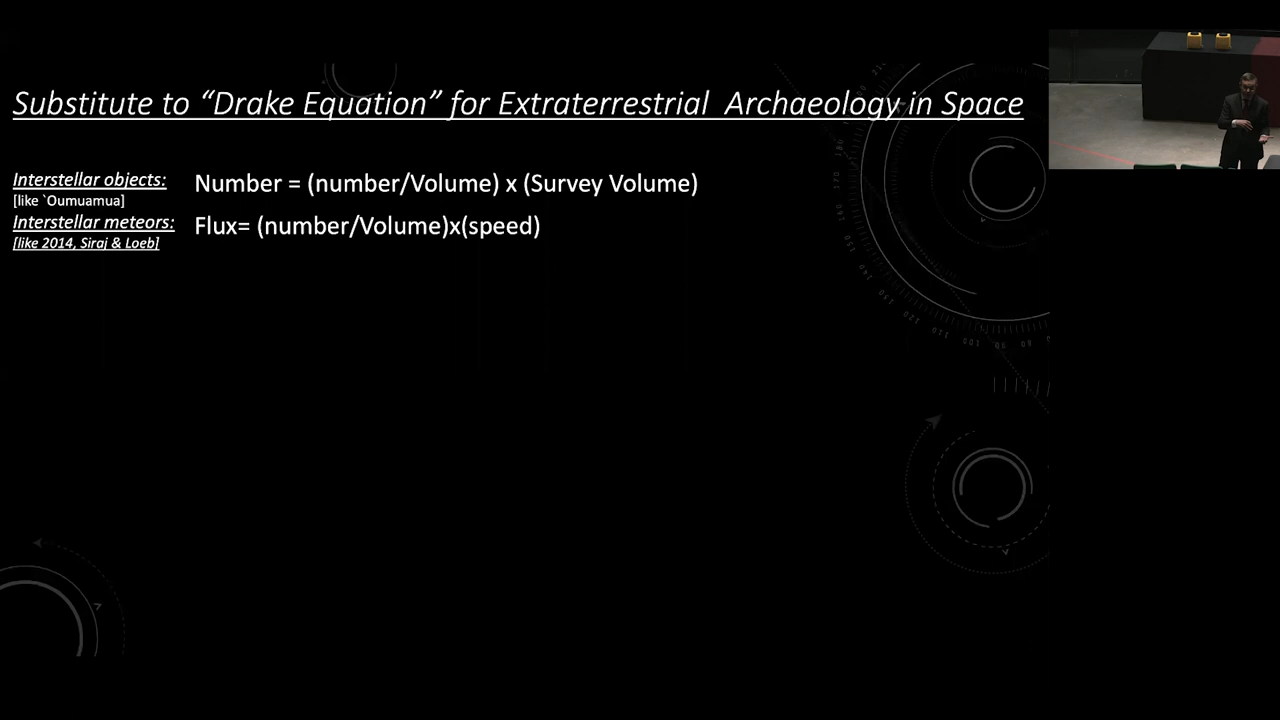 Substitute to “Drake Equation” for Extraterrestrial Archaeology in Space
Interstellar objects:
Number = (number/Volume) x (Survey Volume)
[like `Oumuamua]
Interstellar meteors:
Flux= (number/Volume)x(speed)
[like 2014, Siraj & Loeb]